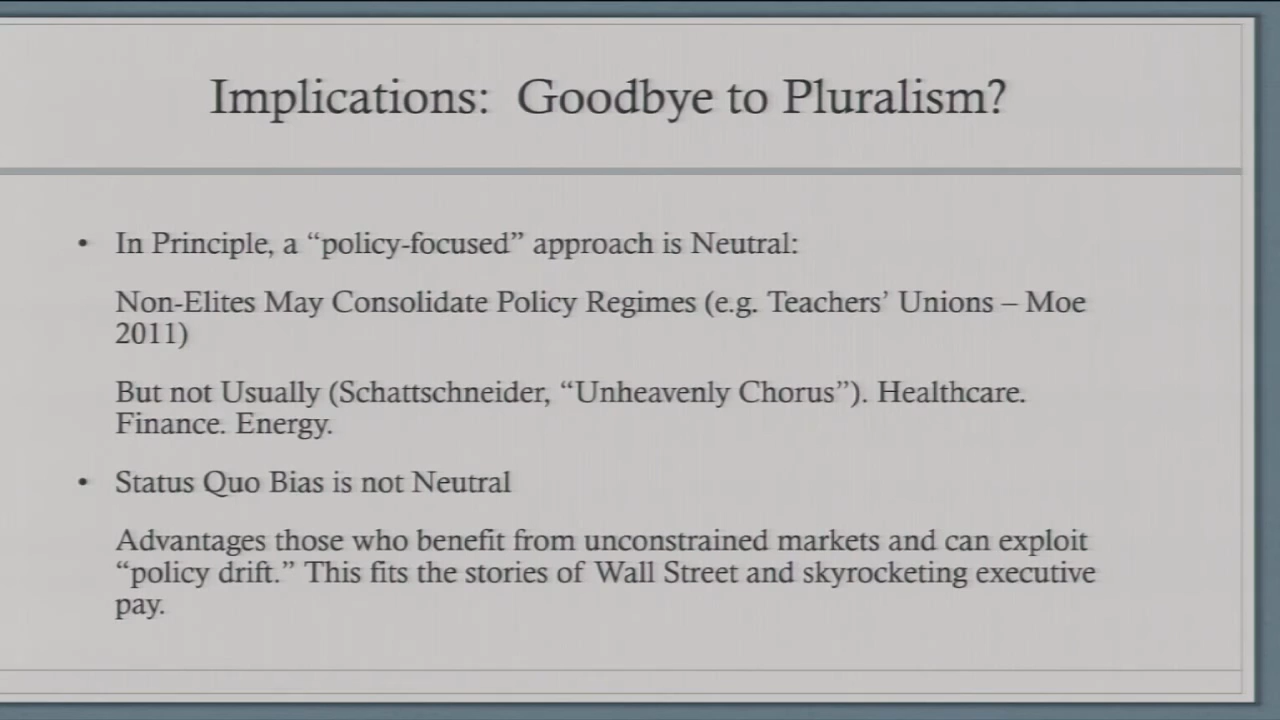 Implications:  Goodbye to Pluralism?
• In Principle, a “policy-focused” approach is Neutral:
Non-Elites May Consolidate Policy Regimes (e.g. Teachers’ Unions – Moe
2011)
But not Usually (Schattschneider, “Unheavenly Chorus”). Healthcare.
Finance. Energy.
• Status Quo Bias is not Neutral
Advantages those who benefit from unconstrained markets and can exploit
“policy drift.” This fits the stories of Wall Street and skyrocketing executive
pay.